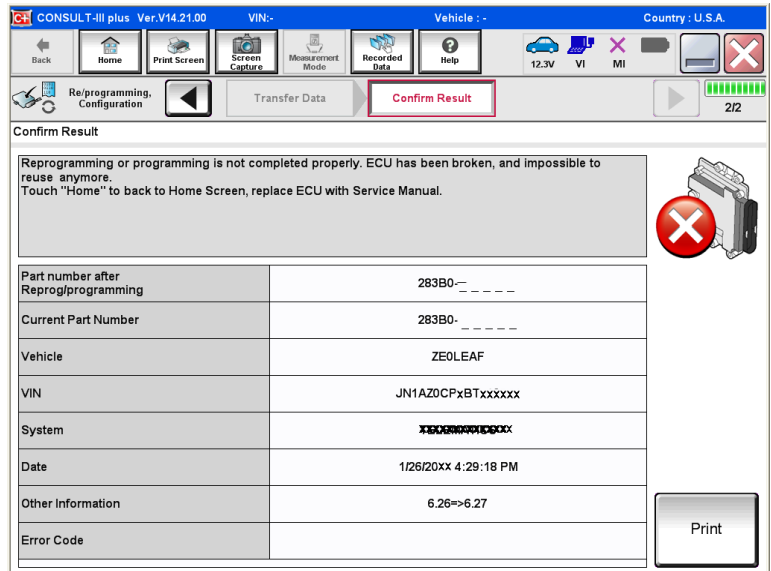 CONSULT-III plus Ver.V14.21.00 VIN:- Vehicle : - Country : U.S.A.
Back Home Print Screen Screen Capture Measurement Mode Recorded Data Help 12.3V VI MI
Re/programming, Configuration Transfer Data Confirm Result 2/2
Confirm Result
Reprogramming or programming is not completed properly. ECU has been broken, and impossible to
reuse anymore.
Touch "Home" to back to Home Screen, replace ECU with Service Manual.
Part number after
Reprog/programming
283B0-_ _ _ _ _
Current Part Number 283B0-_ _ _ _ _
Vehicle ZE0LEAF
VIN JN1AZ0CPxBTxxxxxx
System
Date 1/26/20xx 4:29:18 PM
Other Information 6.26=>6.27
Error Code
Print